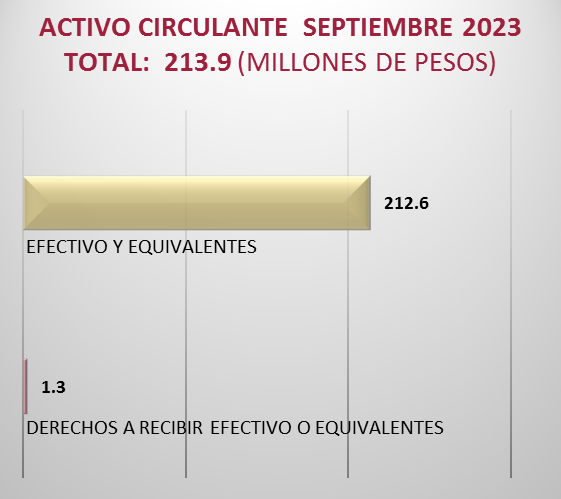 ACTIVO CIRCULANTE SEPTIEMBRE 2023
TOTAL: 213.9 (MILLONES DE PESOS)
212.6
EFECTIVO Y EQUIVALENTES
1.3
DERECHOS A RECIBIR EFECTIVO O EQUIVALENTES